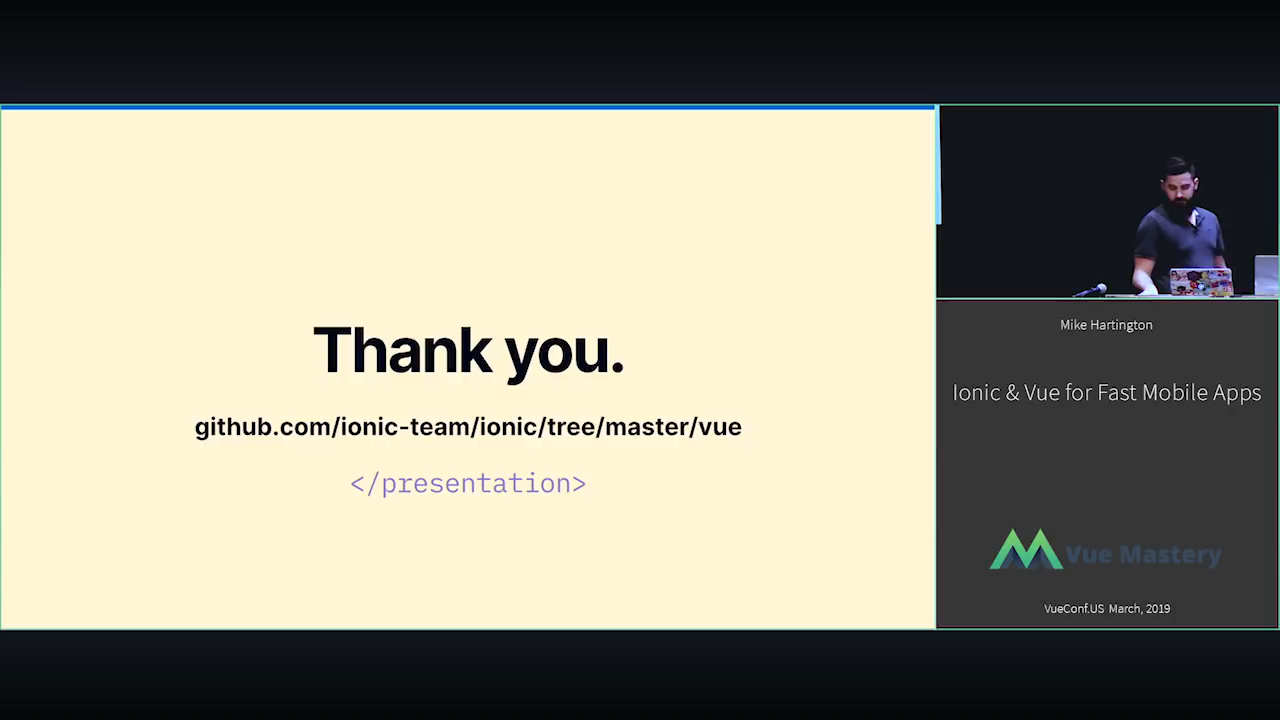 Thank you.
github.com/ionic-team/ionic/tree/master/vue
</presentation>
Mike Hartington
Ionic & Vue for Fast Mobile Apps
Vue Mastery
VueConf.US March, 2019